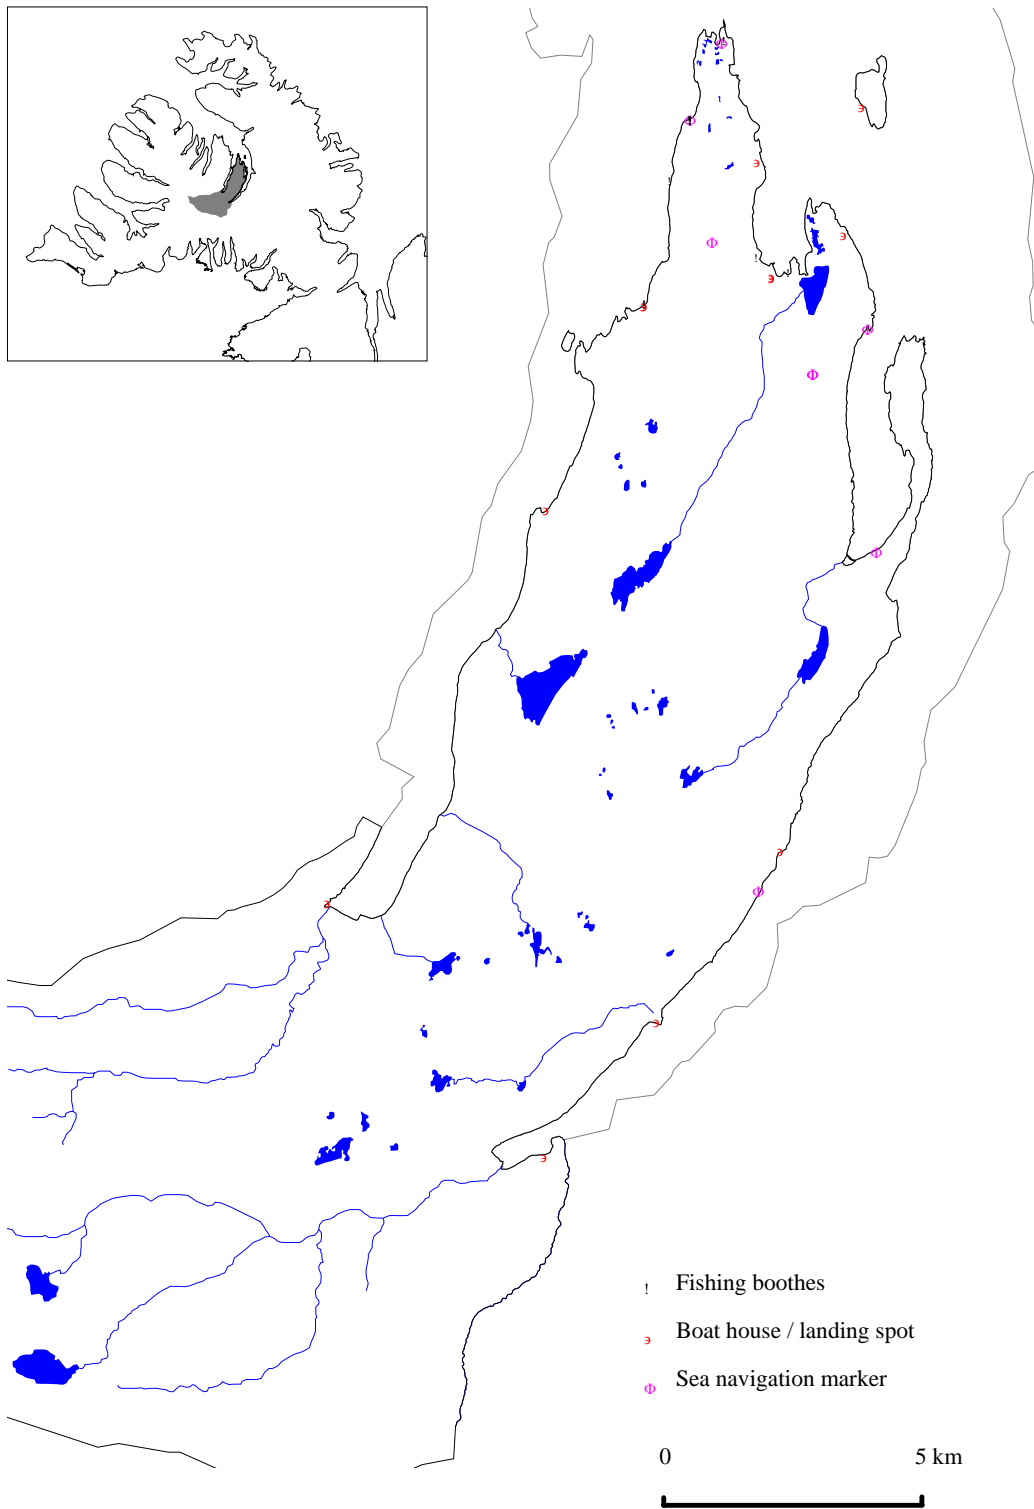 ! Fishing boothes
э Boat house / landing spot
Ф Sea navigation marker
0 5 km